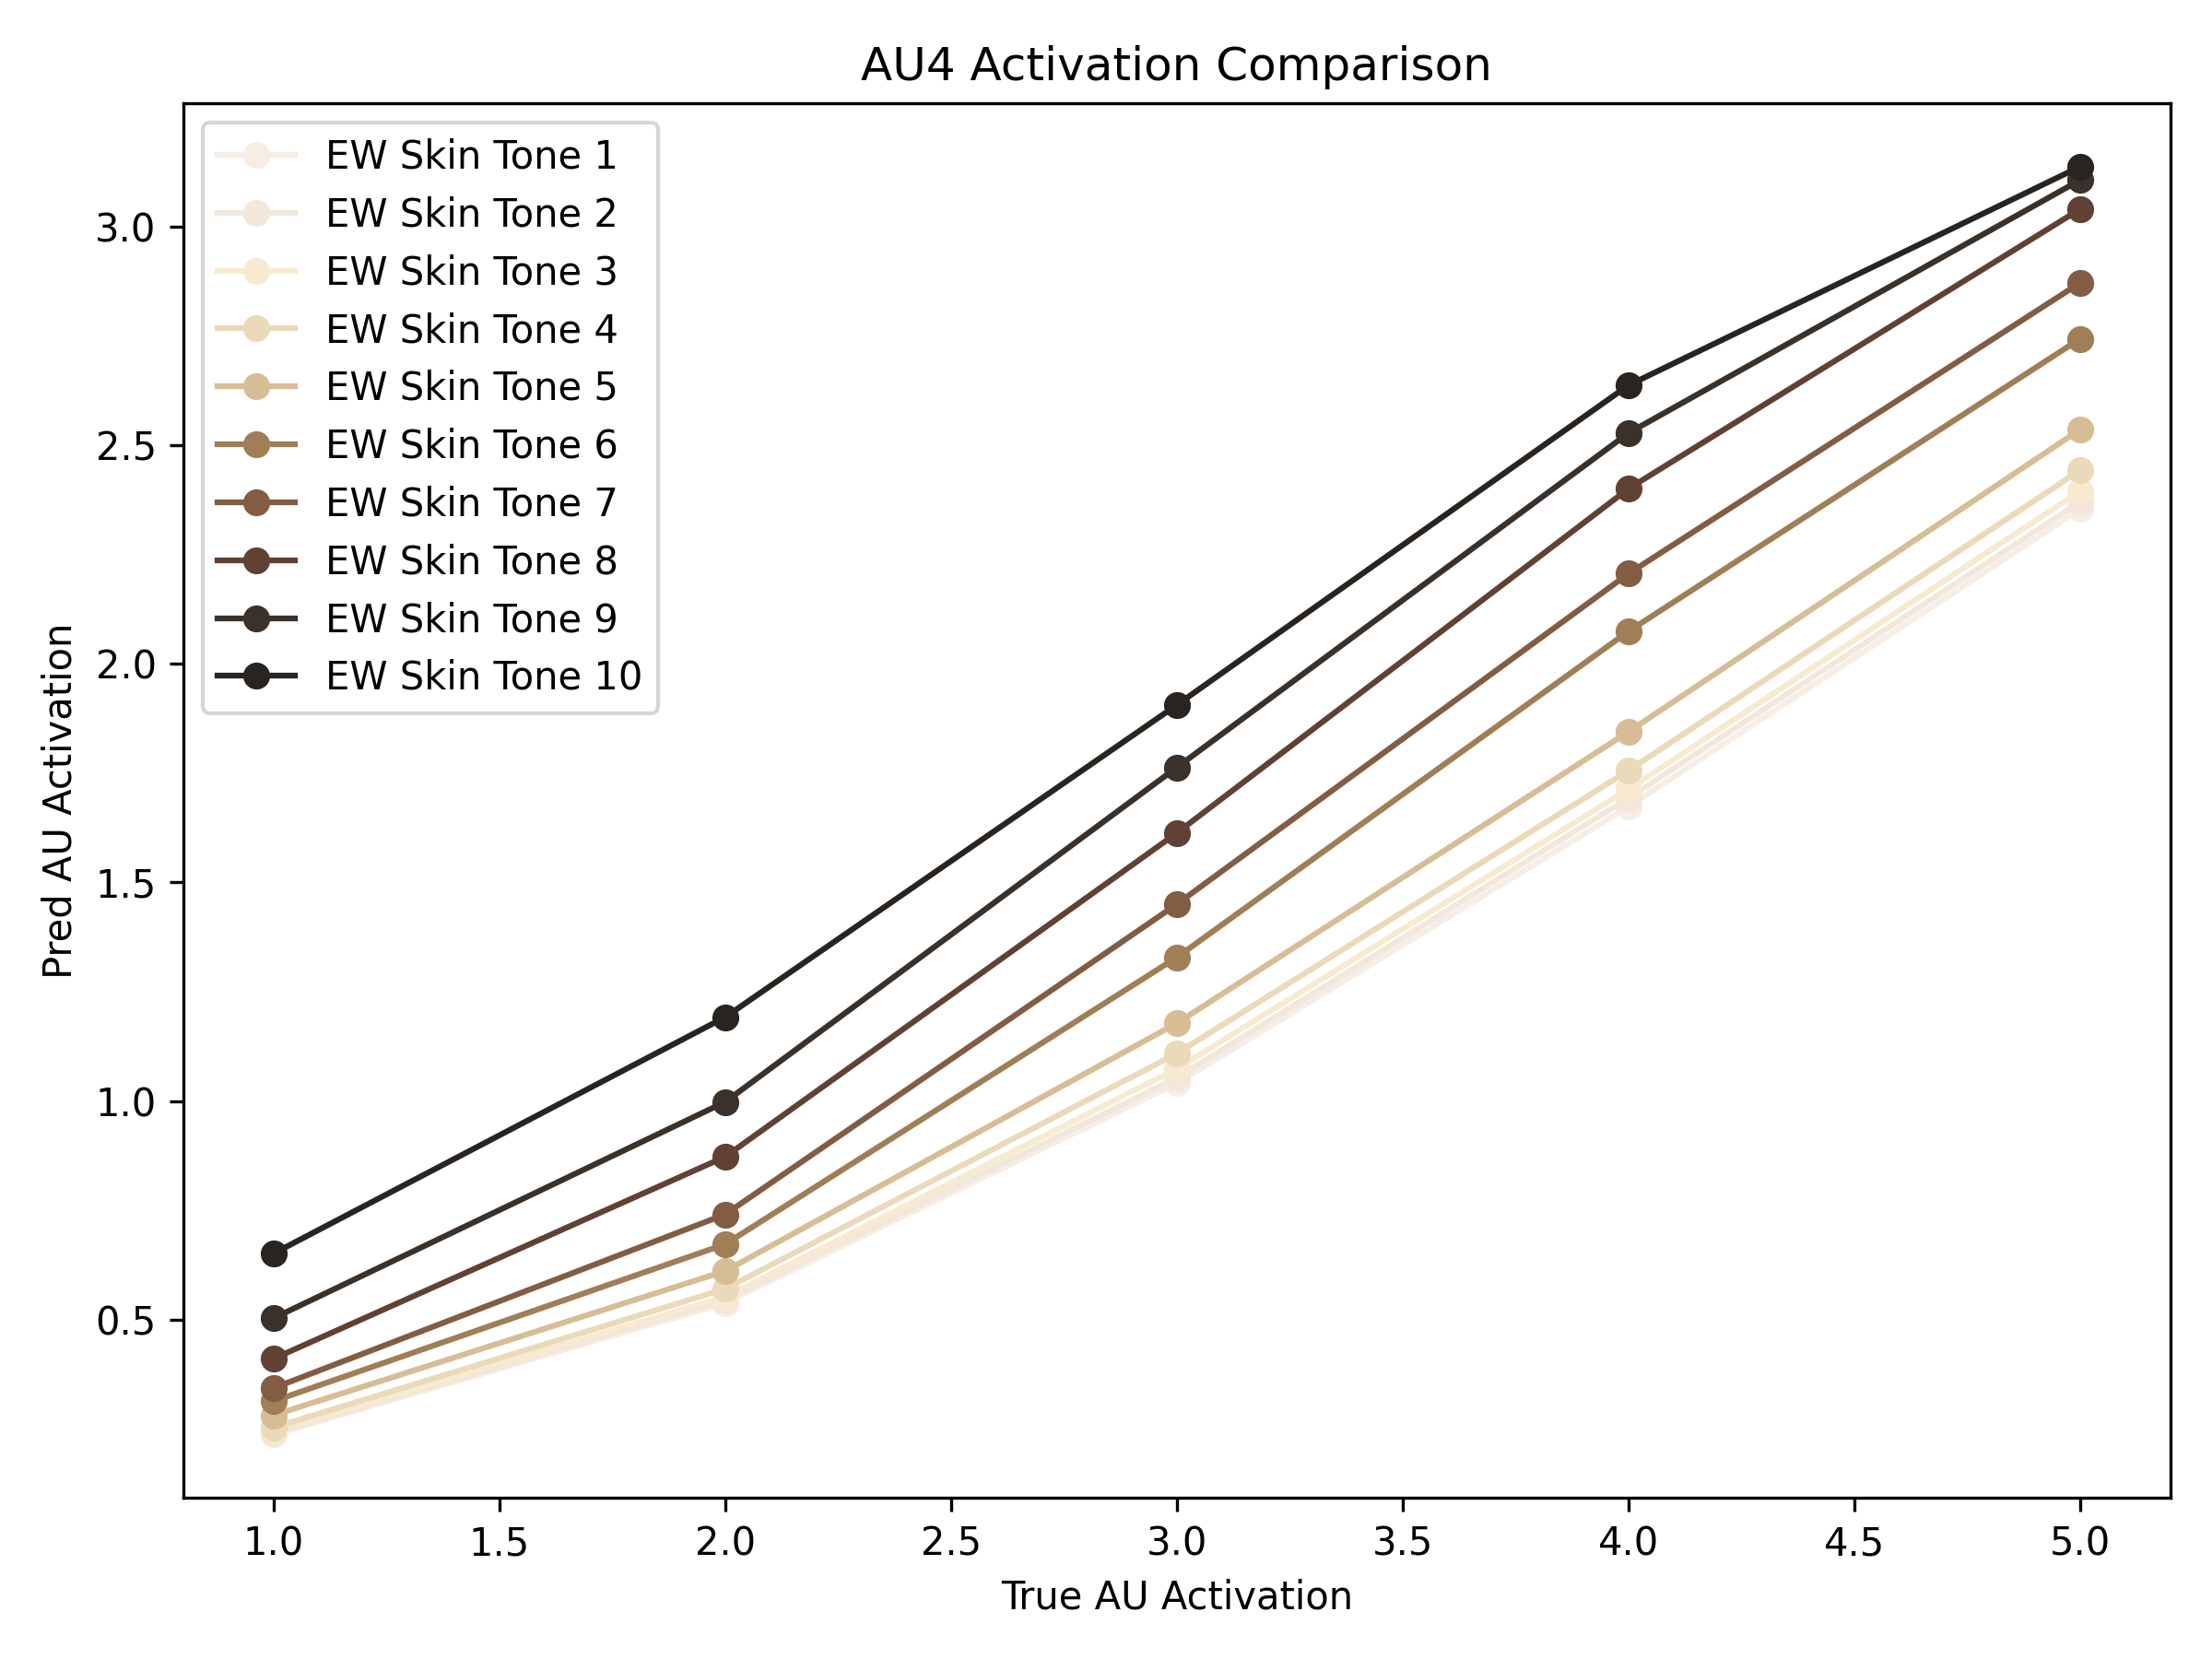 AU4 Activation Comparison
EW Skin Tone 1
EW Skin Tone 2
EW Skin Tone 3
EW Skin Tone 4
EW Skin Tone 5
EW Skin Tone 6
EW Skin Tone 7
EW Skin Tone 8
EW Skin Tone 9
EW Skin Tone 10
3.0
2.5
2.0
1.5
1.0
0.5
Pred AU Activation
1.0 1.5 2.0 2.5 3.0 3.5 4.0 4.5 5.0
True AU Activation